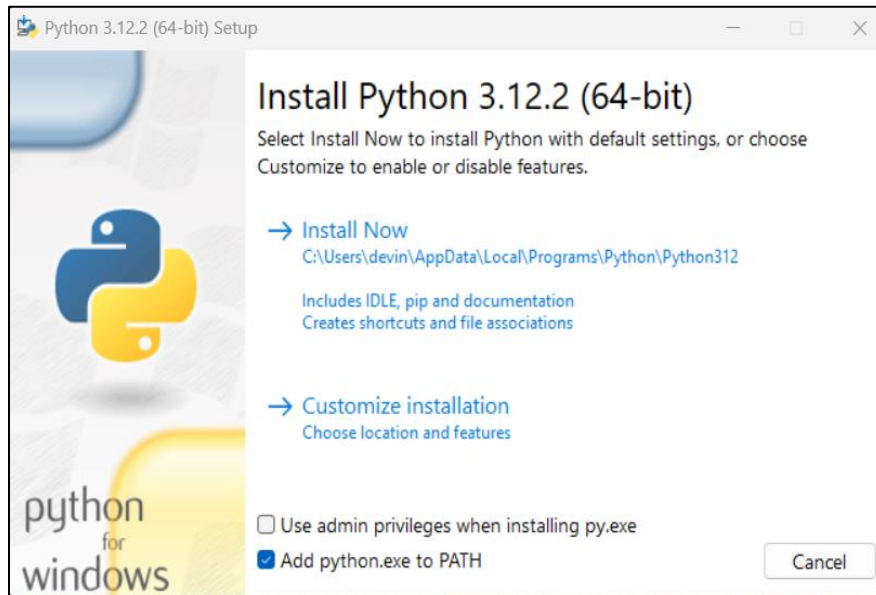 Python 3.12.2 (64-bit) Setup
Install Python 3.12.2 (64-bit)
Select Install Now to install Python with default settings, or choose
Customize to enable or disable features.
Install Now
C:\Users\devin\AppData\Local\Programs\Python\Python312
Includes IDLE, pip and documentation
Creates shortcuts and file associations
Customize installation
Choose location and features
python
for
windows
Use admin privileges when installing py.exe
Add python.exe to PATH
Cancel